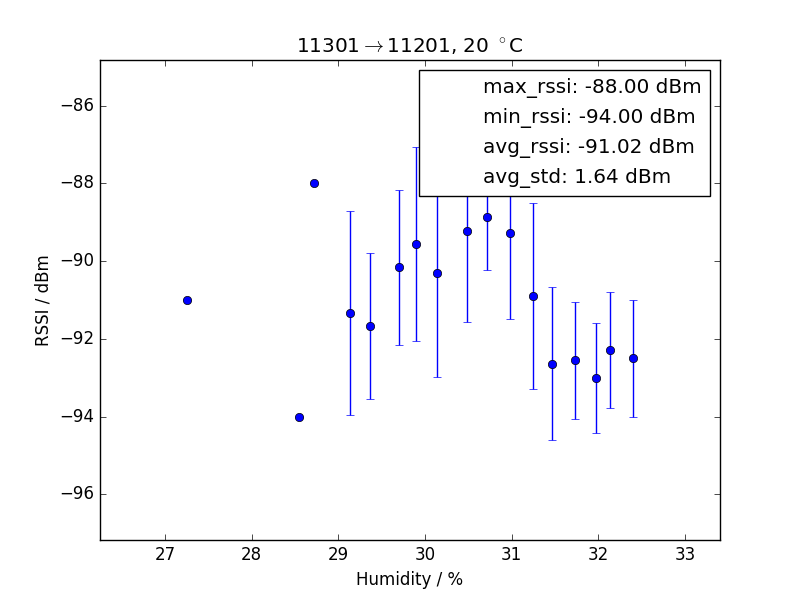 11301→11201, 20 °C
max_rssi: -88.00 dBm
min_rssi: -94.00 dBm
avg_rssi: -91.02 dBm
avg_std: 1.64 dBm
RSSI / dBm
−86
−88
−90
−92
−94
−96
27 28 29 30 31 32 33
Humidity / %